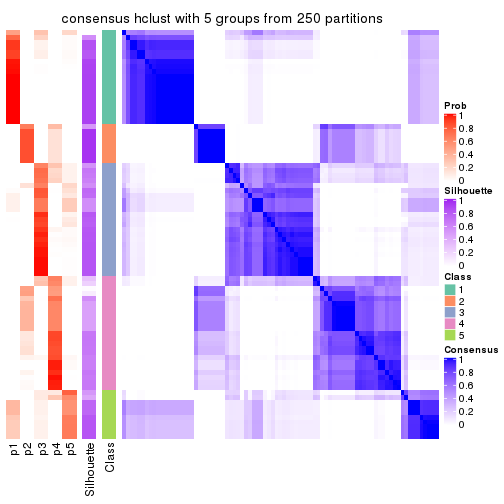 consensus hclust with 5 groups from 250 partitions
Prob
1
0.8
0.6
0.4
0.2
0
Silhouette
1
0.8
0.6
0.4
0.2
0
Class
1
2
3
4
5
Consensus
1
0.8
0.6
0.4
0.2
0
p1
p2
p3
p4
p5
Silhouette
Class